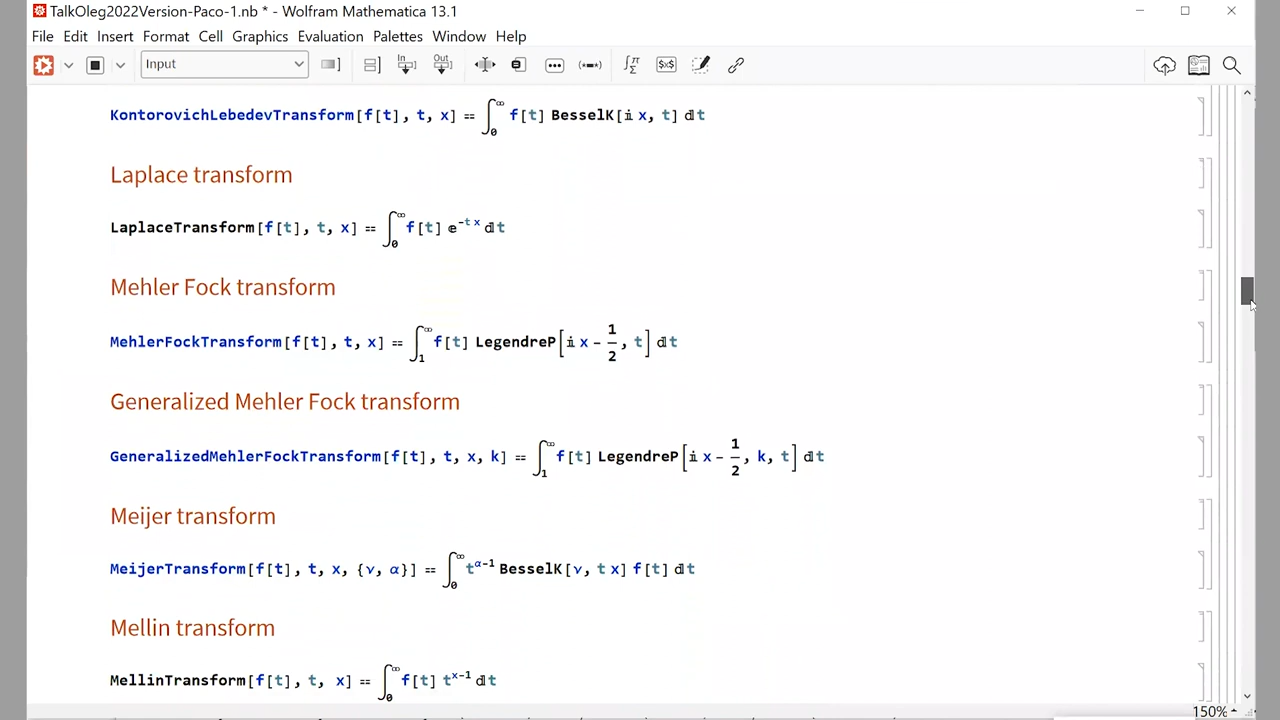 TalkOleg2022Version-Paco-1.nb * - Wolfram Mathematica 13.1
File Edit Insert Format Cell Graphics Evaluation Palettes Window Help
Input In[] Out[] ∫π Σ $x$
KontorovichLebedevTransform[f[t], t, x] == ∫₀^∞ f[t] BesselK[ⅈ x, t] ⅆt
Laplace transform
LaplaceTransform[f[t], t, x] == ∫₀^∞ f[t] ⅇ^(-t x) ⅆt
Mehler Fock transform
MehlerFockTransform[f[t], t, x] == ∫₁^∞ f[t] LegendreP[ⅈ x - 1/2, t] ⅆt
Generalized Mehler Fock transform
GeneralizedMehlerFockTransform[f[t], t, x, k] == ∫₁^∞ f[t] LegendreP[ⅈ x - 1/2, k, t] ⅆt
Meijer transform
MeijerTransform[f[t], t, x, {ν, α}] == ∫₀^∞ t^(α-1) BesselK[ν, t x] f[t] ⅆt
Mellin transform
MellinTransform[f[t], t, x] == ∫₀^∞ f[t] t^(x-1) ⅆt
150%